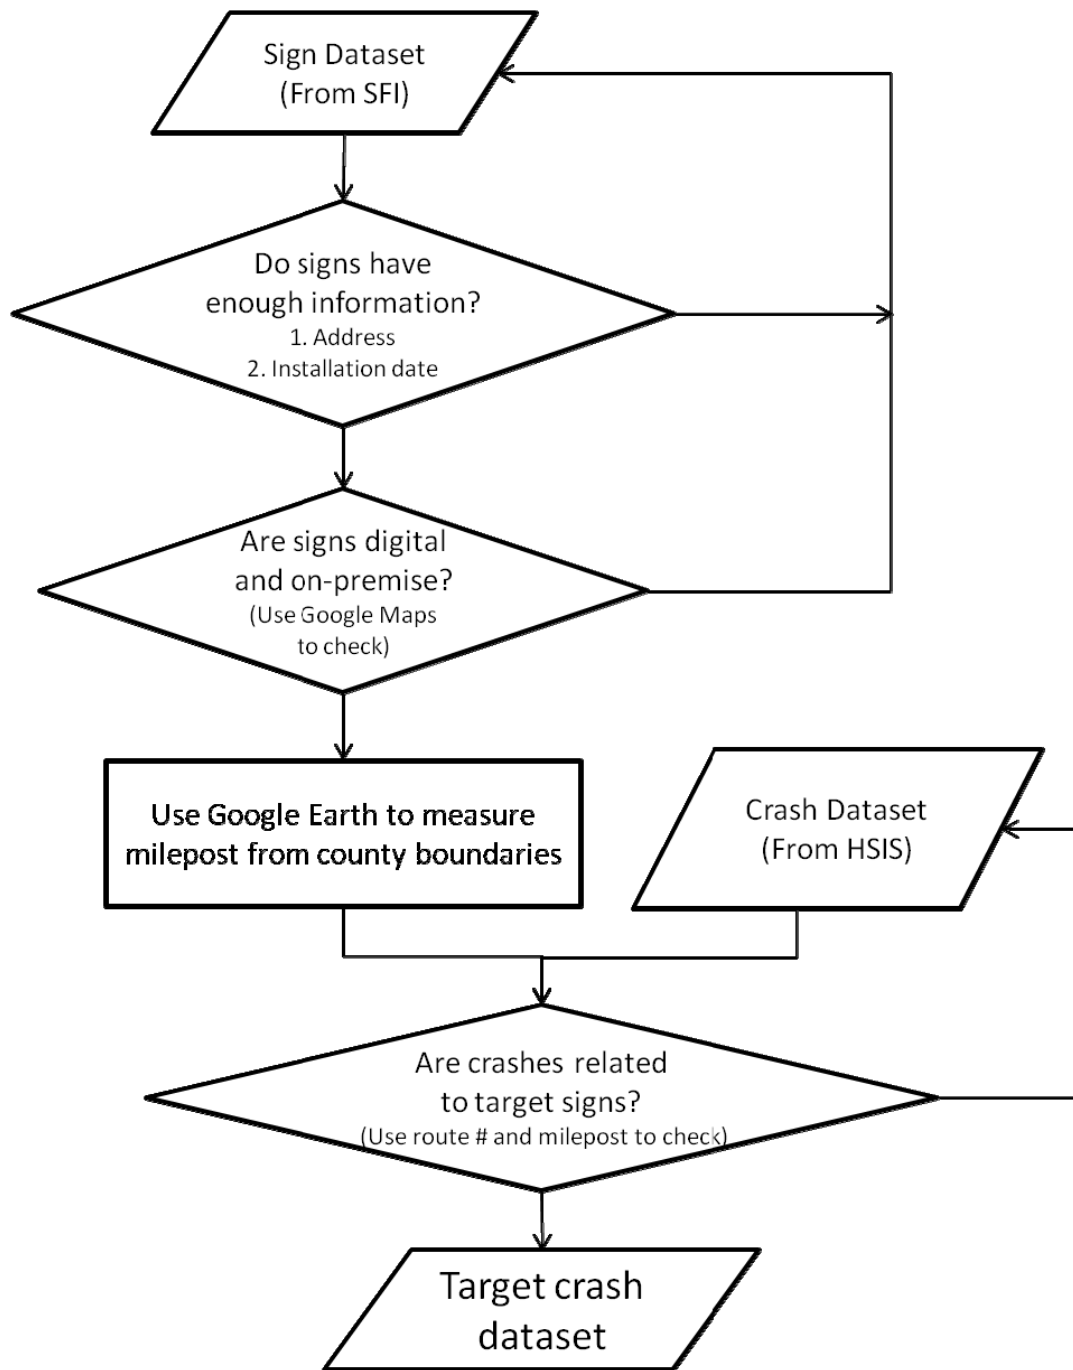 Sign Dataset
(From SFI)
Do signs have
enough information?
1. Address
2. Installation date
Are signs digital
and on-premise?
(Use Google Maps
to check)
Use Google Earth to measure
milepost from county boundaries
Crash Dataset
(From HSIS)
Are crashes related
to target signs?
(Use route # and milepost to check)
Target crash
dataset